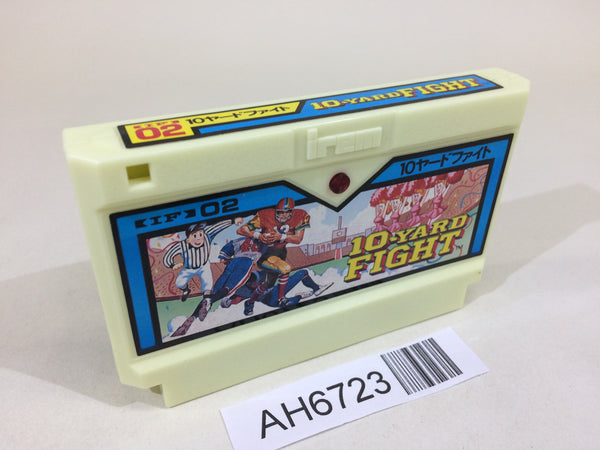 IF
02
10ヤードファイト
10-YARD FIGHT
irem
10ヤードファイト
IF 02
10-YARD
FIGHT
AH6723